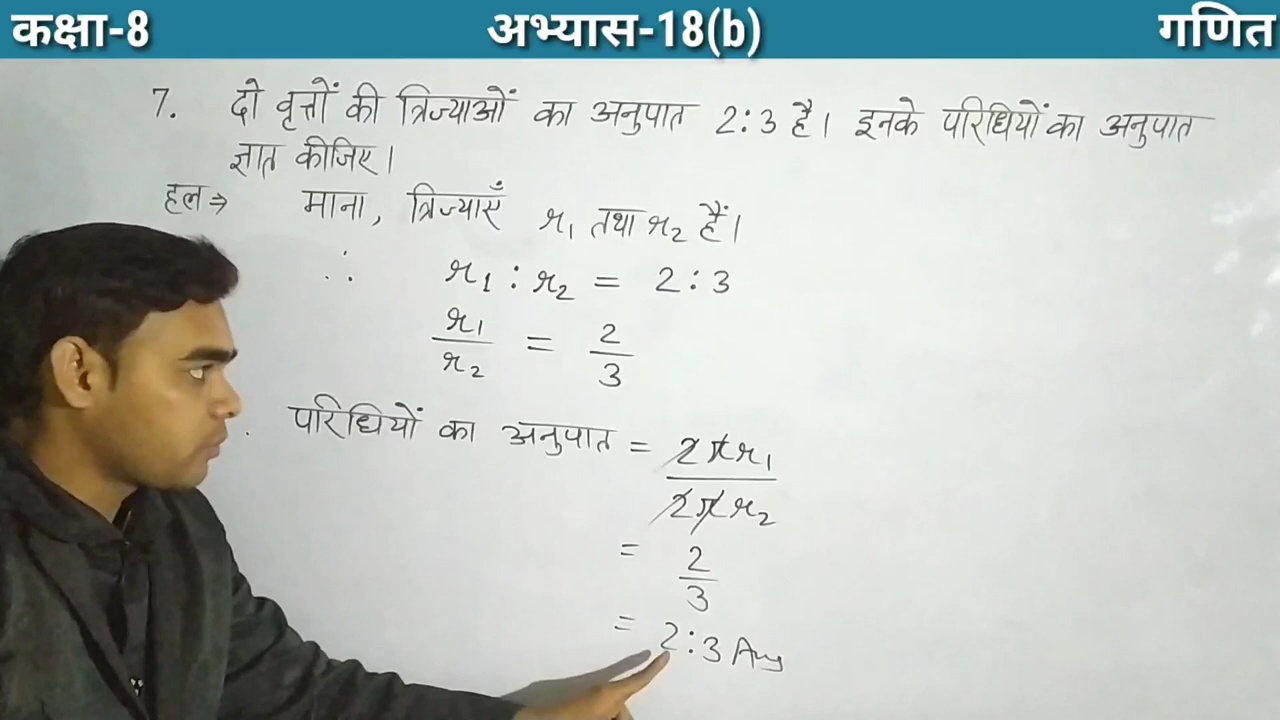 कक्षा-8 अभ्यास-18(b) गणित
7. दो वृत्तों की त्रिज्याओं का अनुपात 2:3 है। इनके परिधियों का अनुपात
ज्ञात कीजिए।
हल⇒ माना, त्रिज्याएँ r₁ तथा r₂ हैं।
∴ r₁ : r₂ = 2 : 3
r₁/r₂ = 2/3
परिधियों का अनुपात = 2πr₁/2πr₂
= 2/3
= 2:3 Ans